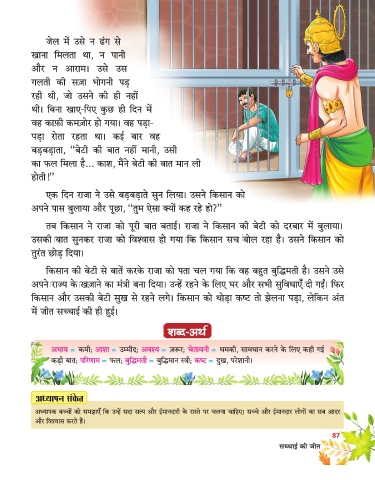 जेल में उसे न ढंग से
खाना मिलता था, न पानी
और न आराम। उसे उस
गलती की सज़ा भोगनी पड़
रही थी, जो उसने की ही नहीं
थी। बिना खाए-पिए कुछ ही दिन में
वह काफ़ी कमज़ोर हो गया। वह पड़ा-
पड़ा रोता रहता था। कई बार वह
बड़बड़ाता, ‘‘बेटी की बात नहीं मानी, उसी
का फल मिला है... काश, मैंने बेटी की बात मान ली
होती!’’
एक दिन राजा ने उसे बड़बड़ाते सुन लिया। उसने किसान को
अपने पास बुलाया और पूछा, ‘‘तुम ऐसा क्यों कह रहे हो?’’
तब किसान ने राजा को पूरी बात बताई। राजा ने किसान की बेटी को दरबार में बुलाया।
उसकी बात सुनकर राजा को विश्वास हो गया कि किसान सच बोल रहा है। उसने किसान को
तुरंत छोड़ दिया।
किसान की बेटी से बातें करके राजा को पता चल गया कि वह बहुत बुद्धिमती है। उसने उसे
अपने राज्य के खज़ाने का मंत्री बना दिया। उन्हें रहने के लिए घर और सभी सुविधाएँ दी गईं। फिर
किसान और उसकी बेटी सुख से रहने लगे। किसान को थोड़ा कष्ट तो झेलना पड़ा, लेकिन अंत
में जीत सच्चाई की ही हुई।
शब्द-अर्थ
अभाव = कमी; आशा = उम्मीद; अवश्य = ज़रूर; चेतावनी = धमकी, सावधान करने के लिए कही गई
कड़ी बात; परिणाम = फल; बुद्धिमती = बुद्धिमान स्त्री; कष्ट = दुख, परेशानी।
अध्यापन संकेत
अध्यापक बच्चों को समझाएँ कि उन्हें सदा सत्य और ईमानदारी के रास्ते पर चलना चाहिए। सच्चे और ईमानदार लोगों का सब आदर
और विश्वास करते हैं।
87
सच्चाई की जीत